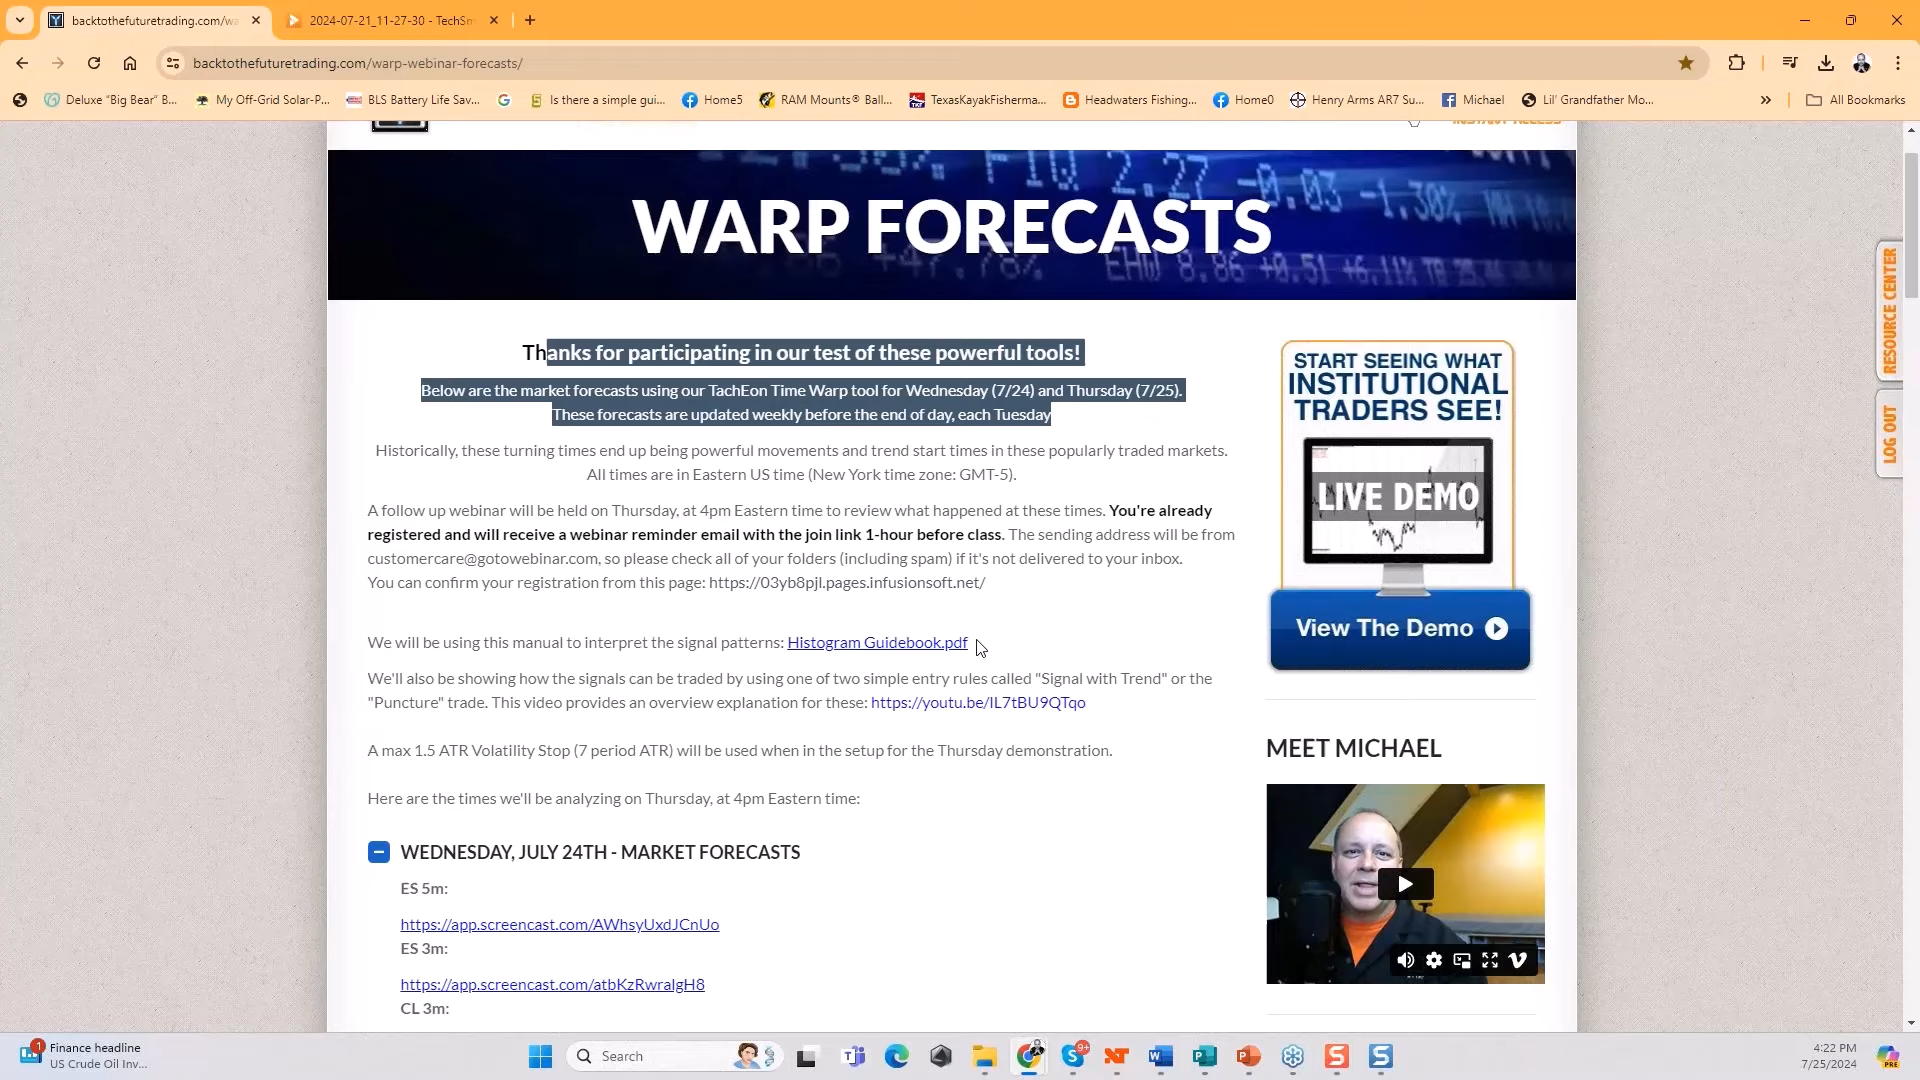 backtothefuturetrading.com/wa
2024-07-21_11-27-30 - TechSm
backtothefuturetrading.com/warp-webinar-forecasts/
Deluxe "Big Bear" B...
My Off-Grid Solar-P...
BLS Battery Life Sav...
Is there a simple gui...
Home5
RAM Mounts® Ball...
TexasKayakFisherma...
Headwaters Fishing...
Home0
Henry Arms AR7 Su...
Michael
Lil' Grandfather Mo...
All Bookmarks
INSTANT ACCESS
WARP FORECASTS
RESOURCE CENTER
LOG OUT
Thanks for participating in our test of these powerful tools!
Below are the market forecasts using our TachEon Time Warp tool for Wednesday (7/24) and Thursday (7/25).
These forecasts are updated weekly before the end of day, each Tuesday
Historically, these turning times end up being powerful movements and trend start times in these popularly traded markets.
All times are in Eastern US time (New York time zone: GMT-5).
A follow up webinar will be held on Thursday, at 4pm Eastern time to review what happened at these times. You're already
registered and will receive a webinar reminder email with the join link 1-hour before class. The sending address will be from
customercare@gotowebinar.com, so please check all of your folders (including spam) if it's not delivered to your inbox.
You can confirm your registration from this page: https://03yb8pjl.pages.infusionsoft.net/
We will be using this manual to interpret the signal patterns: Histogram Guidebook.pdf
We'll also be showing how the signals can be traded by using one of two simple entry rules called "Signal with Trend" or the
"Puncture" trade. This video provides an overview explanation for these: https://youtu.be/IL7tBU9QTqo
A max 1.5 ATR Volatility Stop (7 period ATR) will be used when in the setup for the Thursday demonstration.
Here are the times we'll be analyzing on Thursday, at 4pm Eastern time:
WEDNESDAY, JULY 24TH - MARKET FORECASTS
ES 5m:
https://app.screencast.com/AWhsyUxdJCnUo
ES 3m:
https://app.screencast.com/atbKzRwralgH8
CL 3m:
START SEEING WHAT
INSTITUTIONAL
TRADERS SEE!
LIVE DEMO
View The Demo
MEET MICHAEL
1
Finance headline
US Crude Oil Inv...
Search
9+
4:22 PM
7/25/2024
PRE